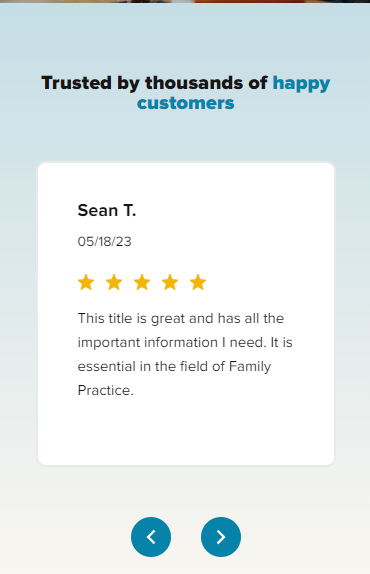 Trusted by thousands of happy
customers
Sean T.
05/18/23
This title is great and has all the
important information I need. It is
essential in the field of Family
Practice.